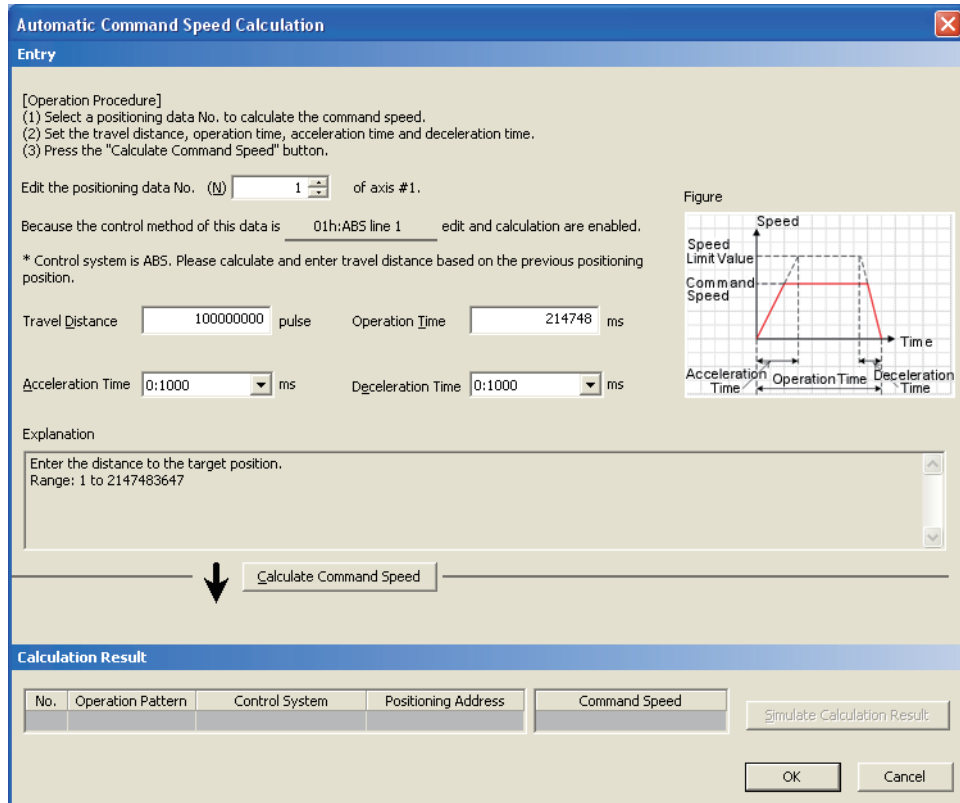 Automatic Command Speed Calculation
Entry
[Operation Procedure]
(1) Select a positioning data No. to calculate the command speed.
(2) Set the travel distance, operation time, acceleration time and deceleration time.
(3) Press the "Calculate Command Speed" button.
Edit the positioning data No. (N) 1 of axis #1.
Because the control method of this data is 01h:ABS line 1 edit and calculation are enabled.
* Control system is ABS. Please calculate and enter travel distance based on the previous positioning
position.
Travel Distance 100000000 pulse Operation Time 214748 ms
Acceleration Time 0:1000 ms Deceleration Time 0:1000 ms
Figure
Speed
Speed
Limit Value
Command
Speed
Time
Acceleration
Time
Operation Time
Deceleration
Time
Explanation
Enter the distance to the target position.
Range: 1 to 2147483647
Calculate Command Speed
Calculation Result
No. Operation Pattern Control System Positioning Address Command Speed
Simulate Calculation Result
OK Cancel